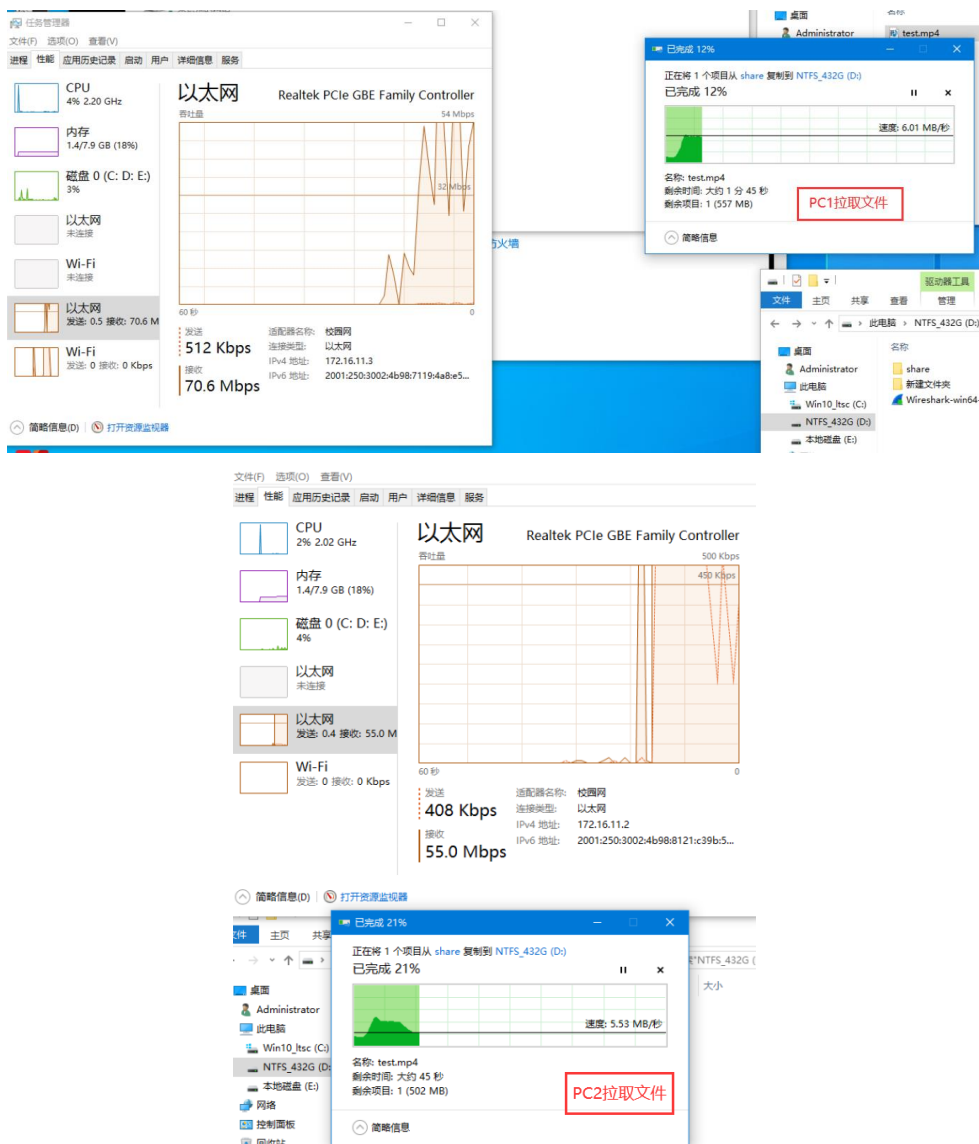 任务管理器
文件(F) 选项(O) 查看(V)
进程 性能 应用历史记录 启动 用户 详细信息 服务
CPU
4% 2.20 GHz
内存
1.4/7.9 GB (18%)
磁盘 0 (C: D: E:)
3%
以太网
未连接
Wi-Fi
未连接
以太网
发送: 0.5 接收: 70.6 M
Wi-Fi
发送: 0 接收: 0 Kbps
以太网 Realtek PCIe GBE Family Controller
吞吐量 54 Mbps
32 Mbps
60 秒 0
发送
512 Kbps
接收
70.6 Mbps
适配器名称: 校园网
连接类型: 以太网
IPv4 地址: 172.16.11.3
IPv6 地址: 2001:250:3002:4b98:7119:4a8:e5...
简略信息(D) 打开资源监视器
防火墙
桌面
Administrator
名称
test.mp4
已完成 12%
正在将 1 个项目从 share 复制到 NTFS_432G (D:)
已完成 12%
速度: 6.01 MB/秒
名称: test.mp4
剩余时间: 大约 1 分 45 秒
剩余项目: 1 (557 MB)
PC1拉取文件
简略信息
驱动器工具
文件 主页 共享 查看 管理
此电脑 › NTFS_432G (D:)
桌面
Administrator
此电脑
Win10_ltsc (C:)
NTFS_432G (D:)
本地磁盘 (E:)
名称
share
新建文件夹
Wireshark-win64-
文件(F) 选项(O) 查看(V)
进程 性能 应用历史记录 启动 用户 详细信息 服务
CPU
2% 2.02 GHz
内存
1.4/7.9 GB (18%)
磁盘 0 (C: D: E:)
4%
以太网
未连接
以太网
发送: 0.4 接收: 55.0 M
Wi-Fi
发送: 0 接收: 0 Kbps
以太网 Realtek PCIe GBE Family Controller
吞吐量 500 Kbps
450 Kbps
60 秒 0
发送
408 Kbps
接收
55.0 Mbps
适配器名称: 校园网
连接类型: 以太网
IPv4 地址: 172.16.11.2
IPv6 地址: 2001:250:3002:4b98:8121:c39b:5...
简略信息(D) 打开资源监视器
文件 主页 共享
桌面
Administrator
此电脑
Win10_ltsc (C:)
NTFS_432G (D:
本地磁盘 (E:)
网络
控制面板
回收站
已完成 21%
正在将 1 个项目从 share 复制到 NTFS_432G (D:)
已完成 21%
速度: 5.53 MB/秒
名称: test.mp4
剩余时间: 大约 45 秒
剩余项目: 1 (502 MB)
PC2拉取文件
简略信息
"NTFS_432G (
大小